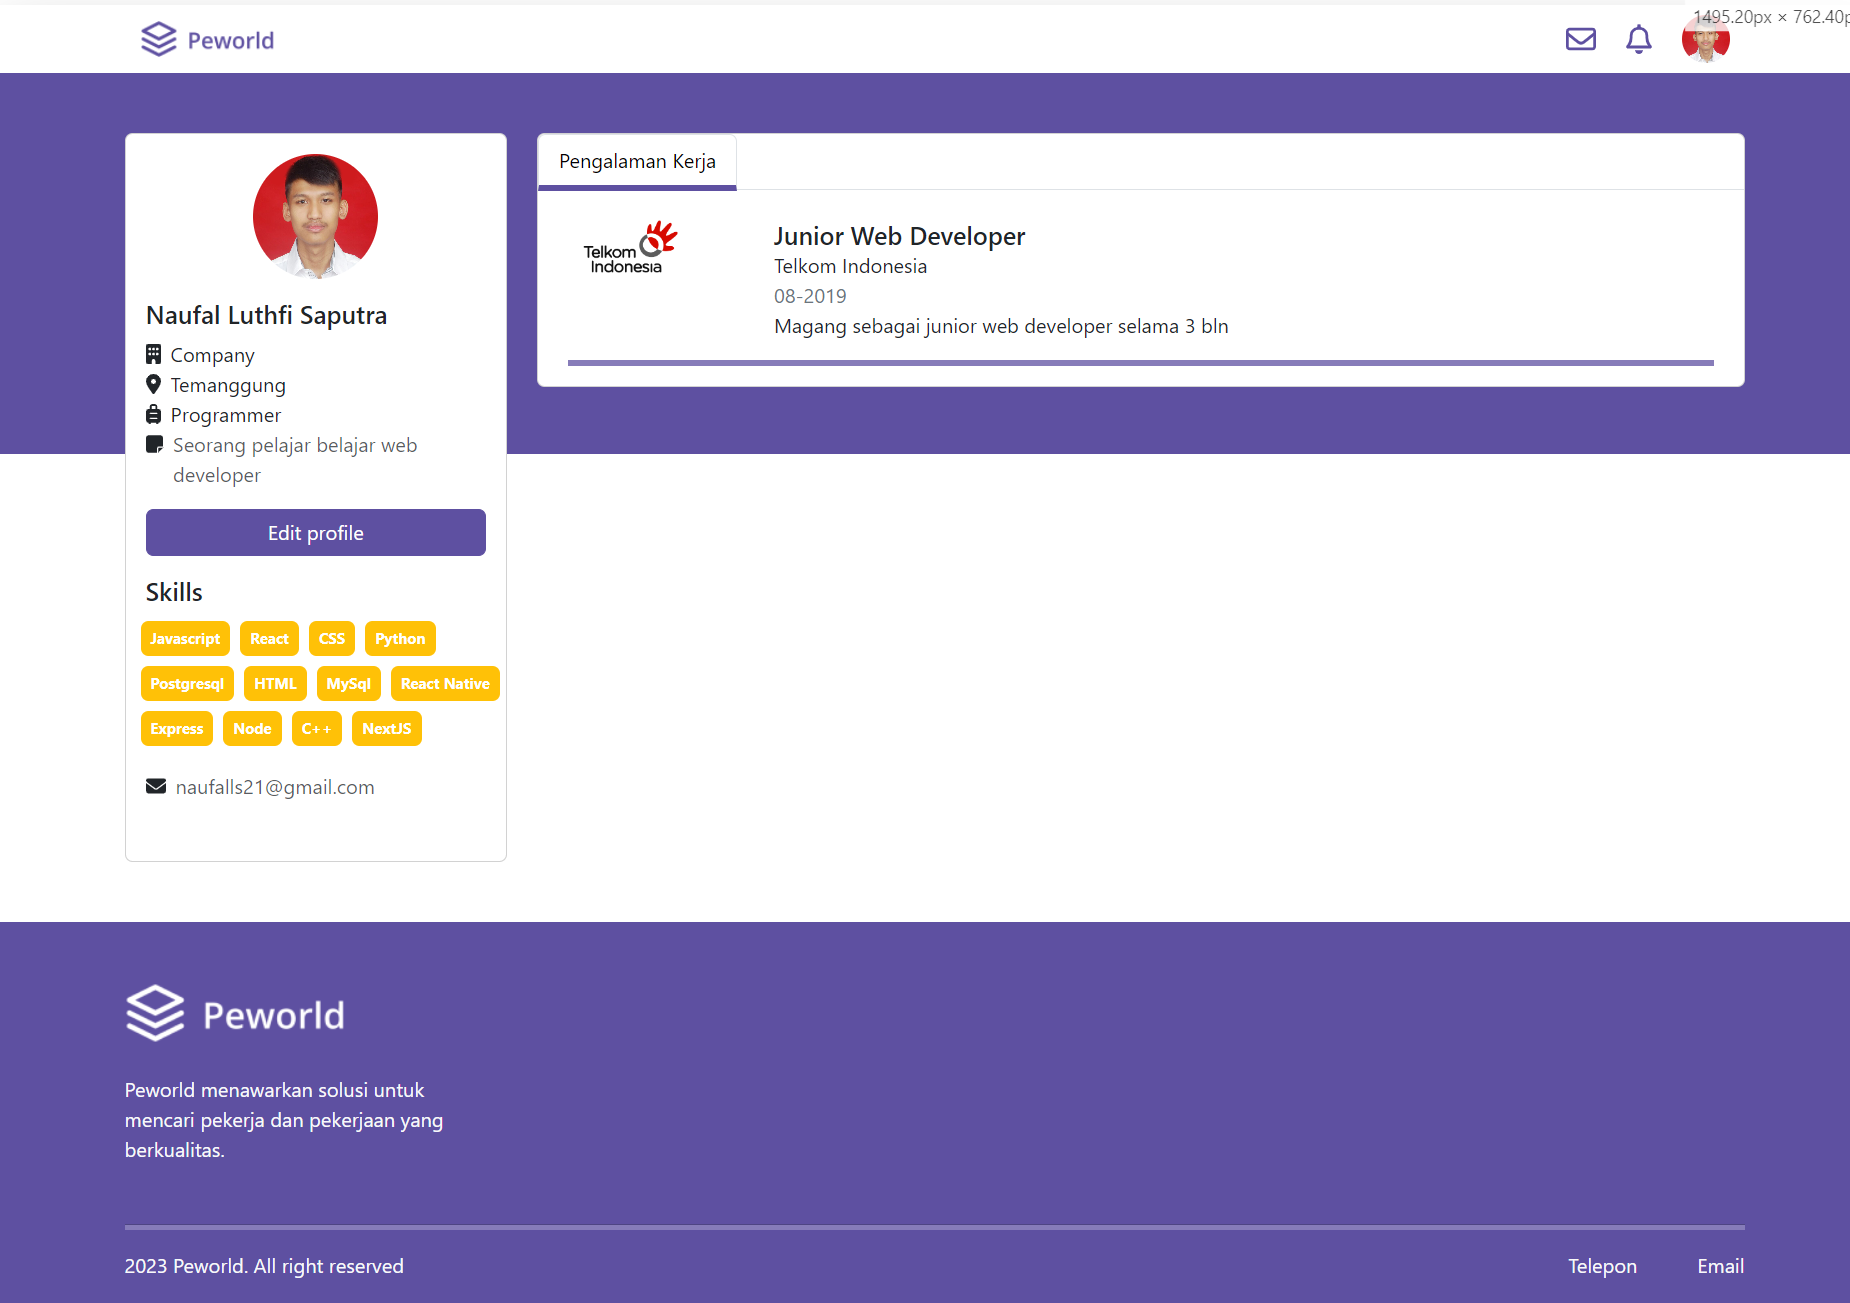 Peworld
1495.20px × 762.40p
Naufal Luthfi Saputra
Company
Temanggung
Programmer
Seorang pelajar belajar web
developer
Edit profile
Skills
Javascript React CSS Python
Postgresql HTML MySql React Native
Express Node C++ NextJS
naufalls21@gmail.com
Pengalaman Kerja
Telkom
Indonesia
Junior Web Developer
Telkom Indonesia
08-2019
Magang sebagai junior web developer selama 3 bln
Peworld
Peworld menawarkan solusi untuk
mencari pekerja dan pekerjaan yang
berkualitas.
2023 Peworld. All right reserved
Telepon Email